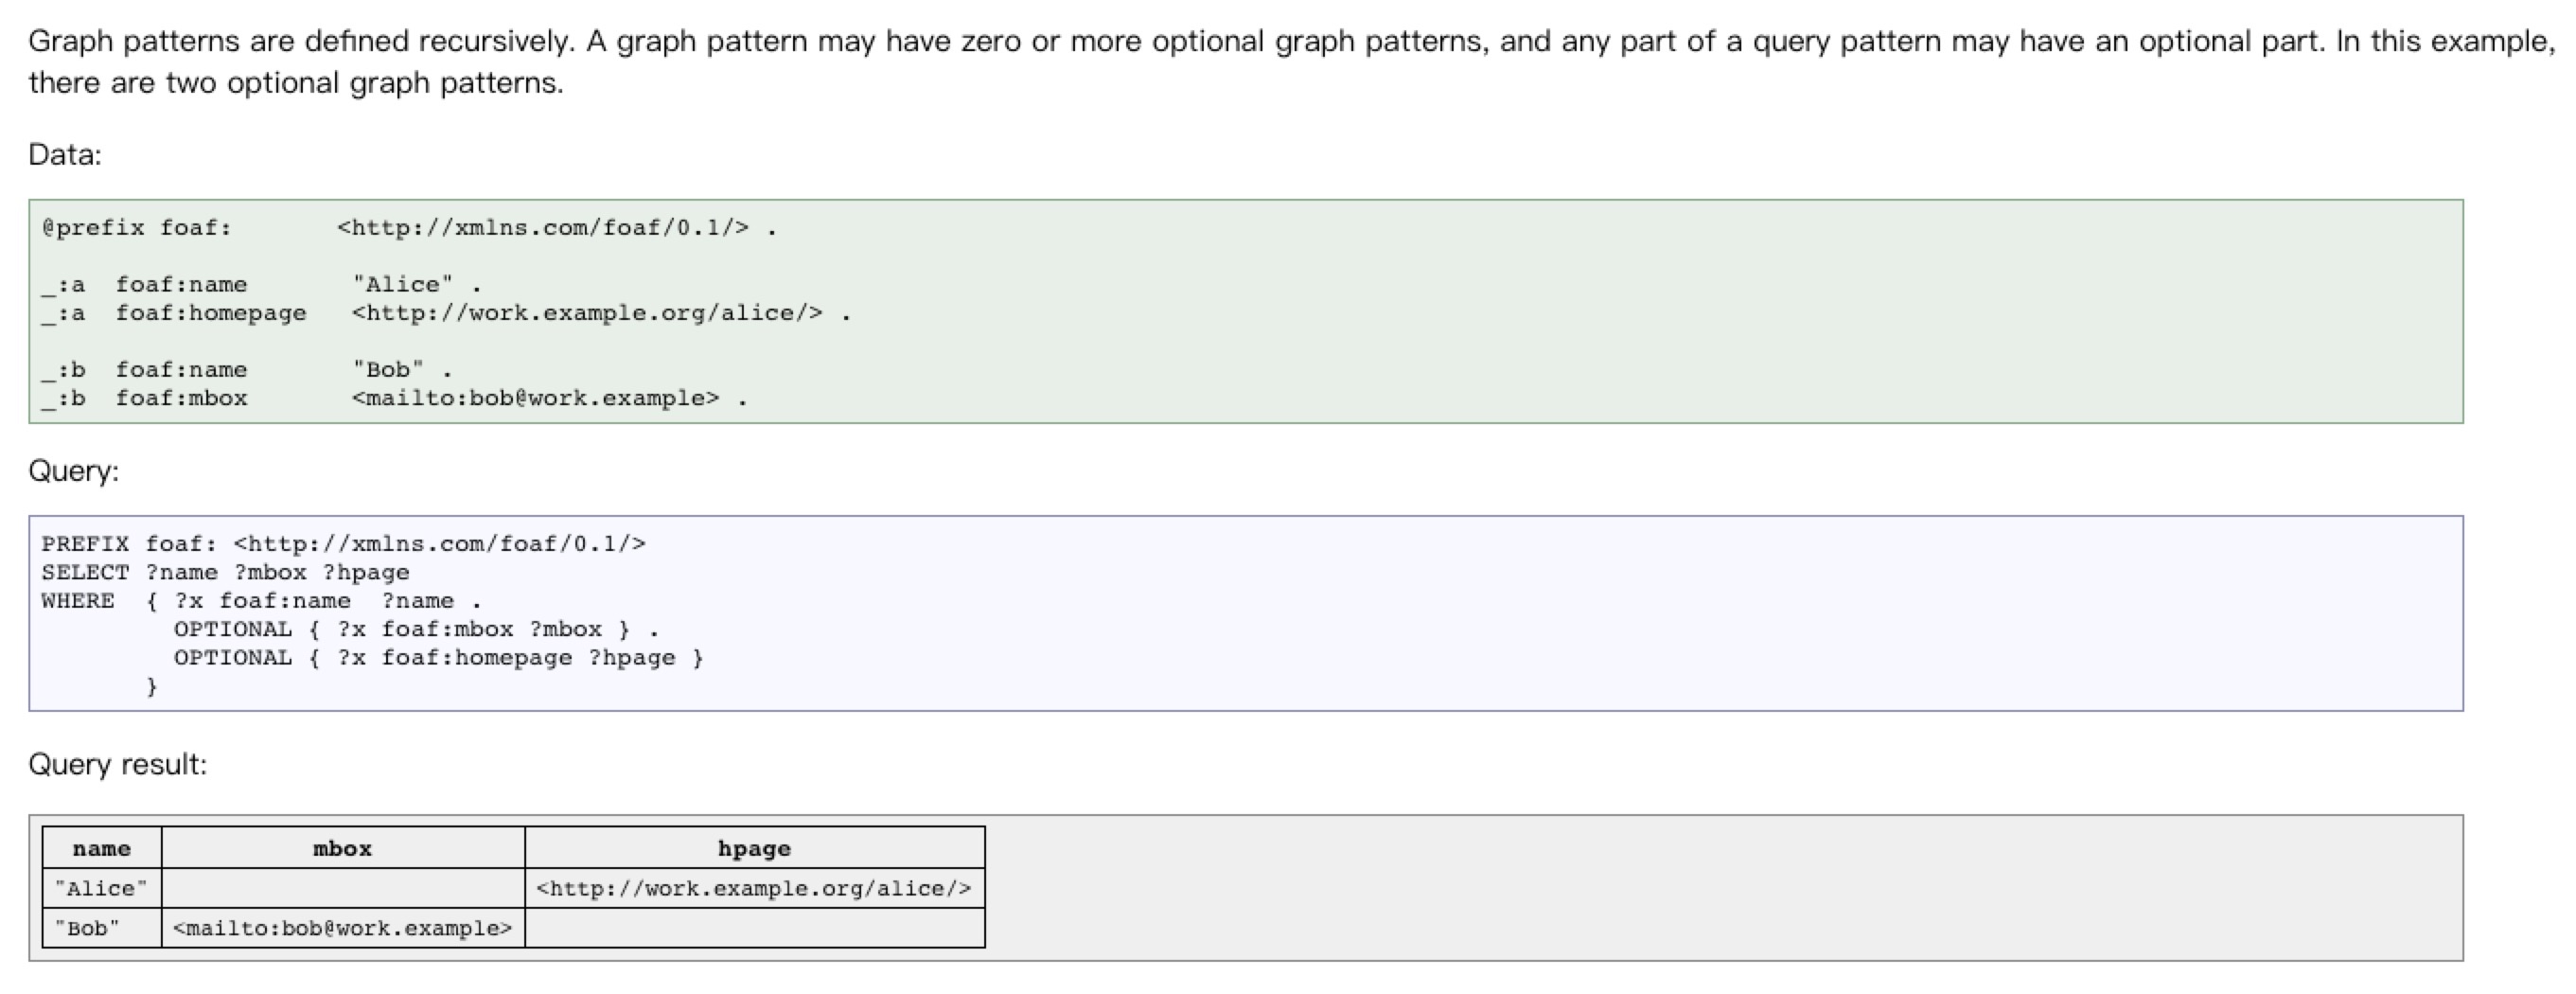 Graph patterns are defined recursively. A graph pattern may have zero or more optional graph patterns, and any part of a query pattern may have an optional part. In this example,
there are two optional graph patterns.
Data:
@prefix foaf:       <http://xmlns.com/foaf/0.1/> .
_:a  foaf:name       "Alice" .
_:a  foaf:homepage   <http://work.example.org/alice/> .
_:b  foaf:name       "Bob" .
_:b  foaf:mbox       <mailto:bob@work.example> .
Query:
PREFIX foaf: <http://xmlns.com/foaf/0.1/>
SELECT ?name ?mbox ?hpage
WHERE  { ?x foaf:name  ?name .
         OPTIONAL { ?x foaf:mbox ?mbox } .
         OPTIONAL { ?x foaf:homepage ?hpage }
       }
Query result:
name mbox hpage
"Alice" <http://work.example.org/alice/>
"Bob" <mailto:bob@work.example>